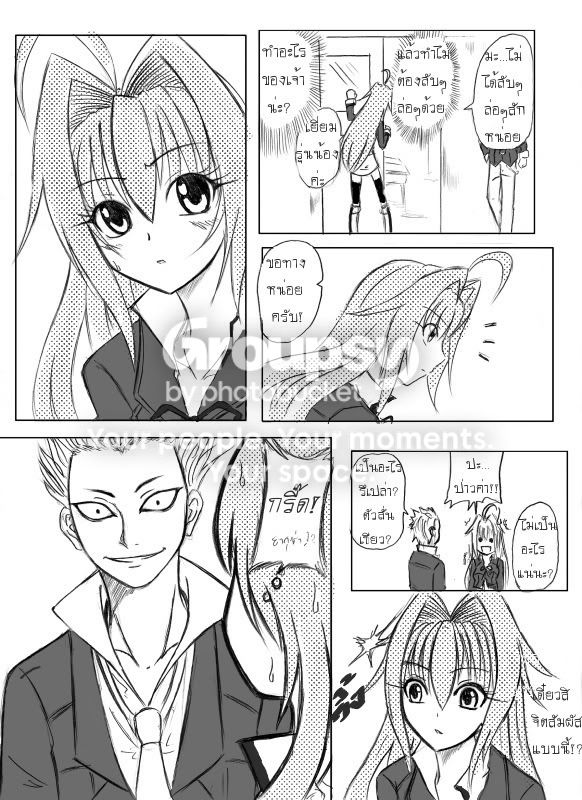 ทำอะไร
ของเจ้า
น่ะ?
เยี่ยม
รุ่นน้อง
ค่ะ
แล้วทำไม
ต้องลับๆ
ล่อๆด้วย
มะ...ไม่
ได้ลับๆ
ล่อๆสัก
หน่อย
ขอทาง
หน่อย
ครับ!
Groups
by photobucket
Your people. Your moments.
Your space.
กรี๊ด!
เป็นอะไร
รึเปล่า?
ตัวสั่น
เชียว?
ปะ...
ปาวค่า!!
ไม่เป็น
อะไร
แน่นะ?
เดี๋ยวสิ
จิตสัมผัส
แบบนี้!?